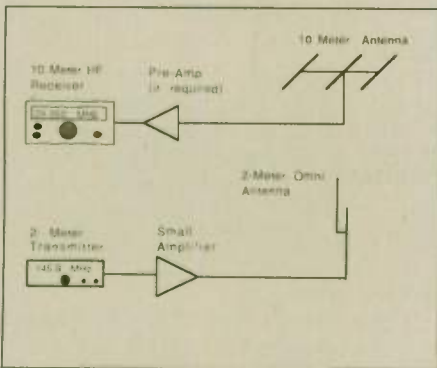 10 Meter Antenna
10 Meter HF
Receiver
Pre-Amp
(if required)
MHz
2-Meter Omni
Antenna
2 Meter
Transmitter
Small
Amplifier
145.9 MHz